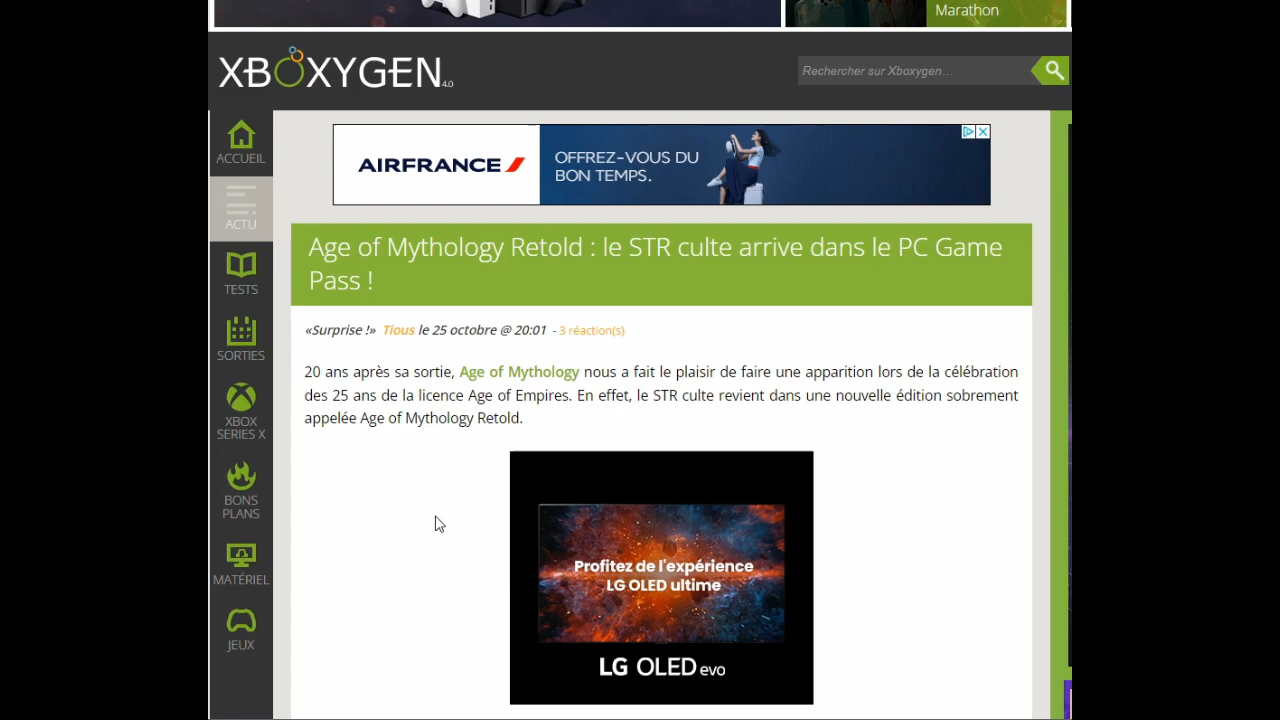 Marathon
XBOXYGEN 4.0
Rechercher sur Xboxygen...
ACCUEIL
ACTU
TESTS
SORTIES
XBOX
SERIES X
BONS
PLANS
MATÉRIEL
JEUX
AIRFRANCE
OFFREZ-VOUS DU
BON TEMPS.
Age of Mythology Retold : le STR culte arrive dans le PC Game
Pass !
«Surprise !» Tious le 25 octobre @ 20:01 - 3 réaction(s)
20 ans après sa sortie, Age of Mythology nous a fait le plaisir de faire une apparition lors de la célébration
des 25 ans de la licence Age of Empires. En effet, le STR culte revient dans une nouvelle édition sobrement
appelée Age of Mythology Retold.
Profitez de l'expérience
LG OLED ultime
LG OLED evo